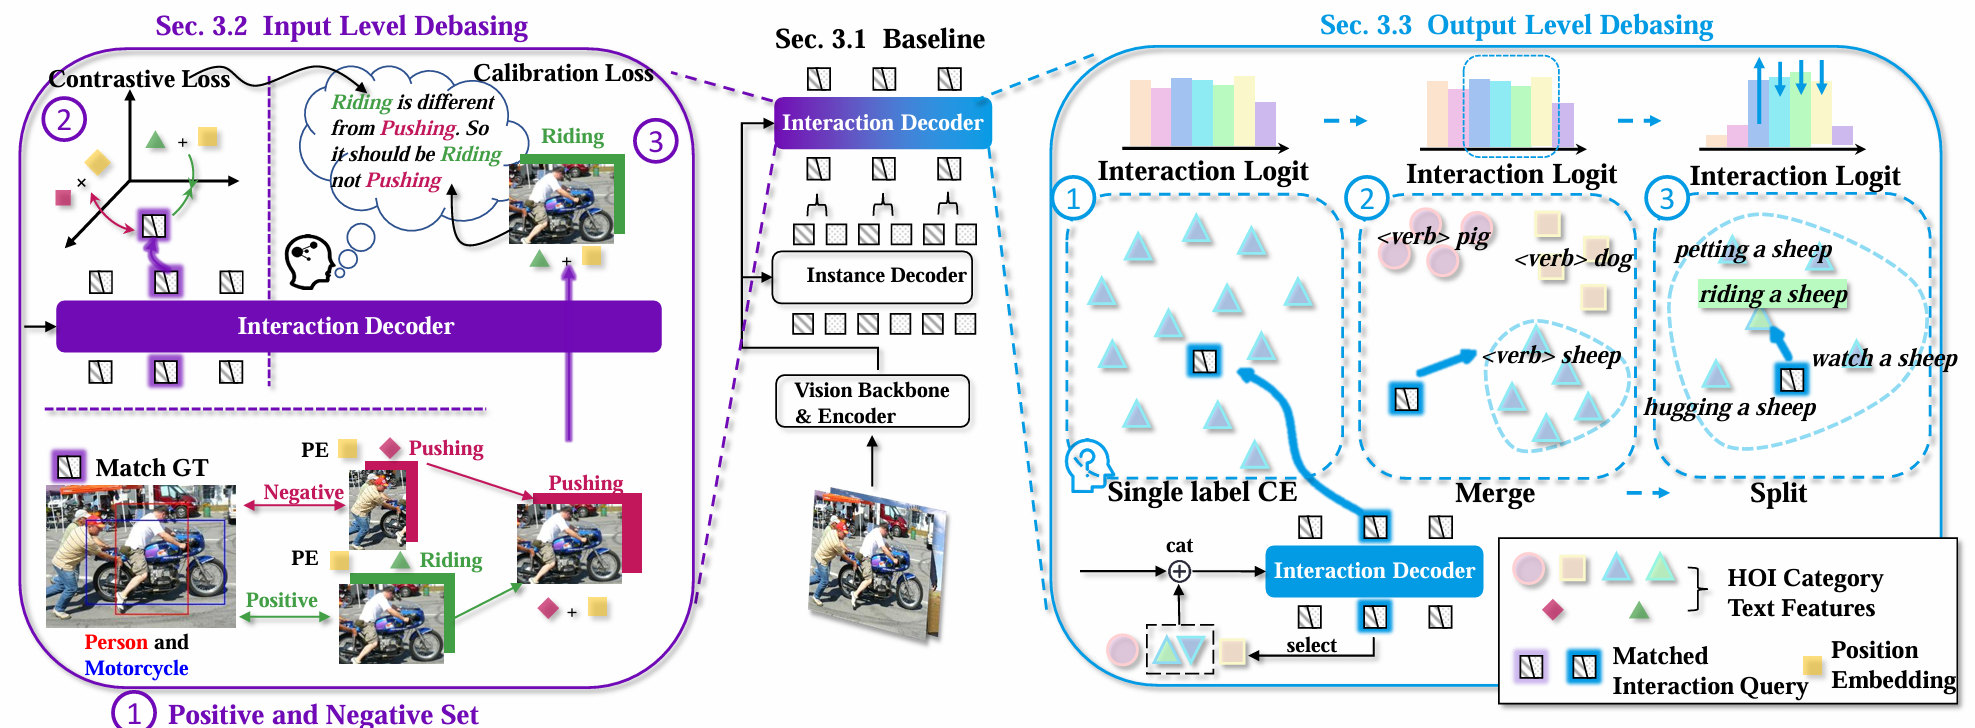 Sec. 3.2 Input Level Debasing
Contrastive Loss
2
+
×
Riding is different
from Pushing. So
it should be Riding
not Pushing
Calibration Loss
3
Riding
+
Interaction Decoder
Match GT
Person and
Motorcycle
Negative
Positive
PE
Pushing
PE
Riding
Pushing
+
1 Positive and Negative Set
Sec. 3.1 Baseline
Interaction Decoder
Instance Decoder
Vision Backbone
& Encoder
Sec. 3.3 Output Level Debasing
Interaction Logit
Interaction Logit
Interaction Logit
1
Single label CE
2
<verb> pig
<verb> dog
<verb> sheep
Merge
3
petting a sheep
riding a sheep
watch a sheep
hugging a sheep
Split
cat
+
Interaction Decoder
select
HOI Category
Text Features
Matched
Interaction Query
Position
Embedding